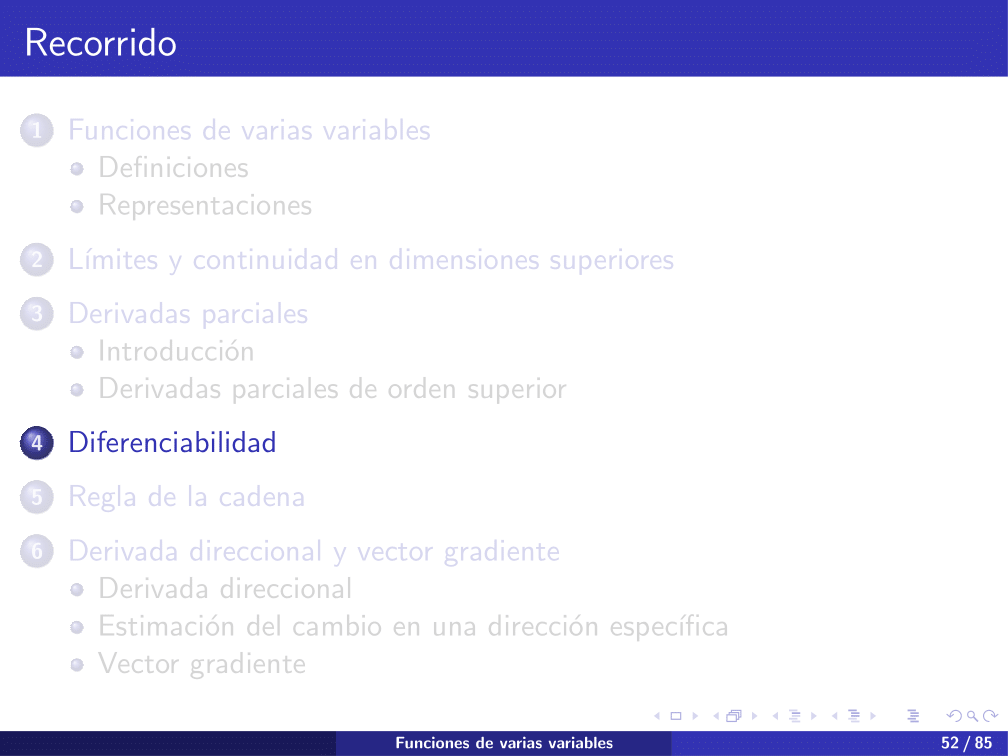 Recorrido
1 Funciones de varias variables
Definiciones
Representaciones
2 Límites y continuidad en dimensiones superiores
3 Derivadas parciales
Introducción
Derivadas parciales de orden superior
4 Diferenciabilidad
5 Regla de la cadena
6 Derivada direccional y vector gradiente
Derivada direccional
Estimación del cambio en una dirección específica
Vector gradiente
Funciones de varias variables 52 / 85